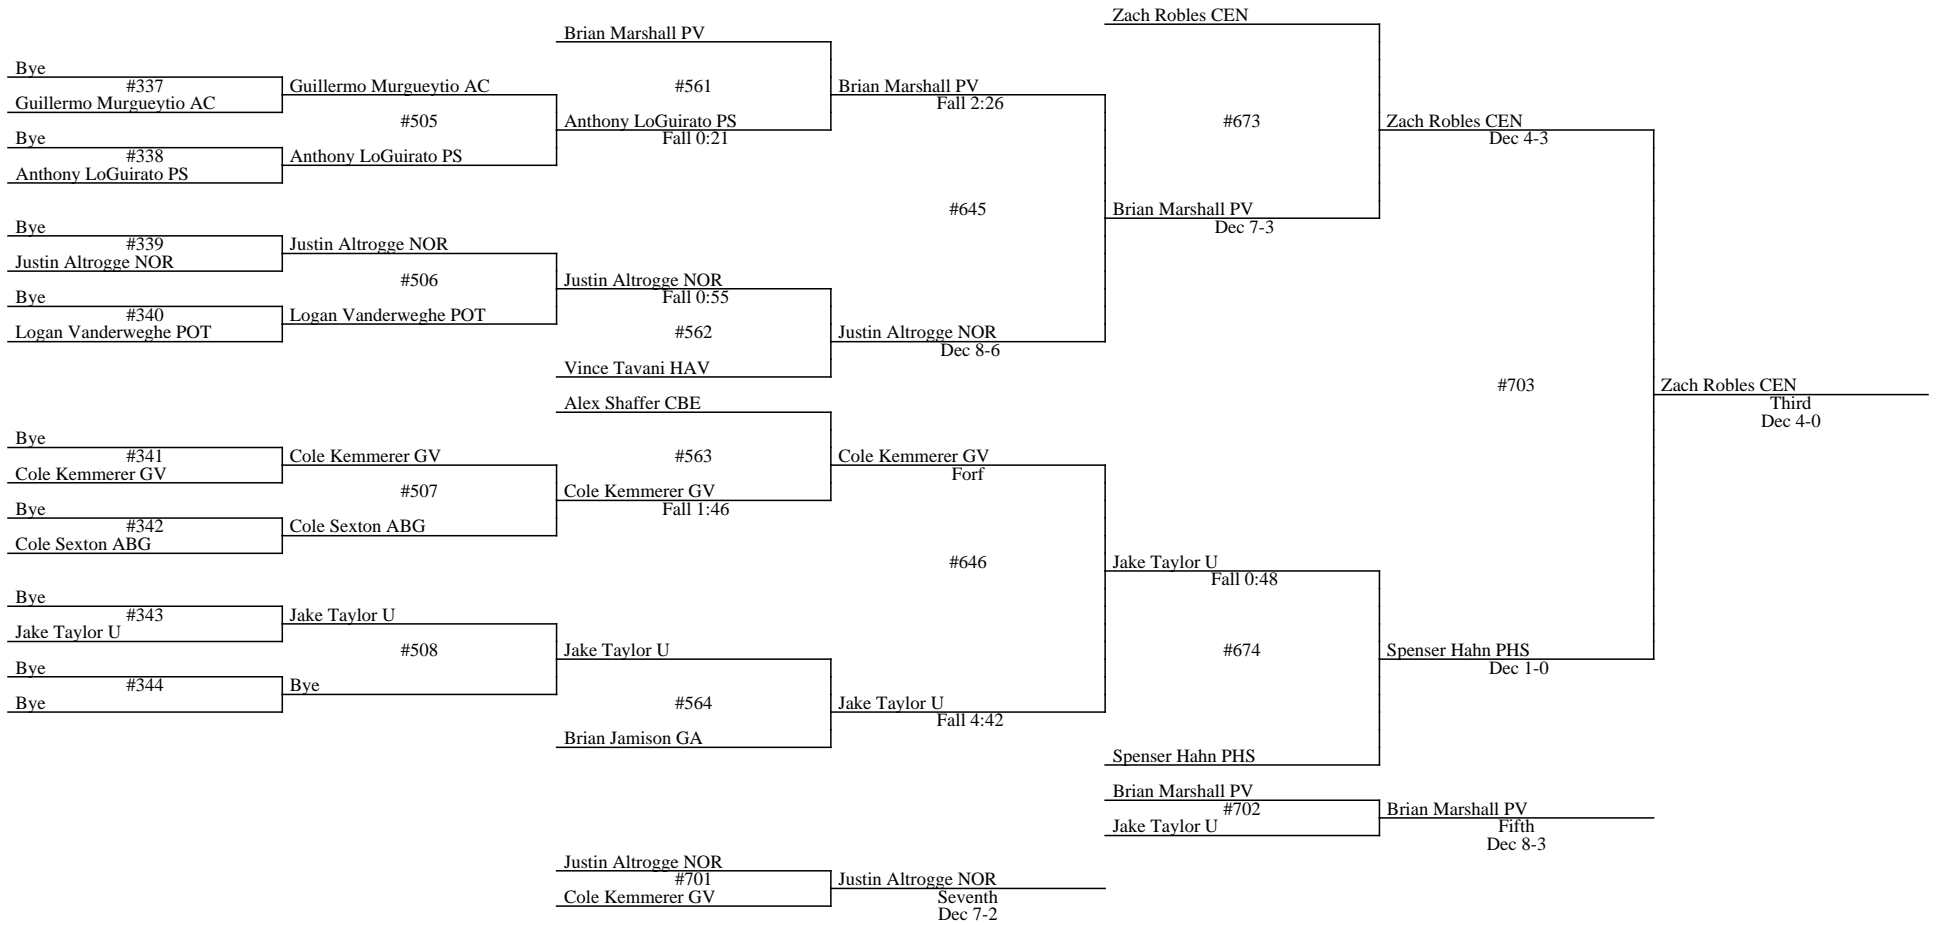 Zach Robles CEN
Brian Marshall PV
Bye
#337
Guillermo Murgueytio AC
Guillermo Murgueytio AC
#561
Brian Marshall PV
Fall 2:26
#505
Anthony LoGuirato PS
Fall 0:21
#673
Zach Robles CEN
Dec 4-3
Bye
#338
Anthony LoGuirato PS
Anthony LoGuirato PS
#645
Brian Marshall PV
Dec 7-3
Bye
#339
Justin Altrogge NOR
Justin Altrogge NOR
#506
Justin Altrogge NOR
Fall 0:55
Bye
#340
Logan Vanderweghe POT
Logan Vanderweghe POT
#562
Justin Altrogge NOR
Dec 8-6
Vince Tavani HAV
#703
Zach Robles CEN
Third
Dec 4-0
Alex Shaffer CBE
Bye
#341
Cole Kemmerer GV
Cole Kemmerer GV
#563
Cole Kemmerer GV
Forf
#507
Cole Kemmerer GV
Fall 1:46
Bye
#342
Cole Sexton ABG
Cole Sexton ABG
#646
Jake Taylor U
Fall 0:48
Bye
#343
Jake Taylor U
Jake Taylor U
#508
Jake Taylor U
#674
Spenser Hahn PHS
Dec 1-0
Bye
#344
Bye
Bye
#564
Jake Taylor U
Fall 4:42
Brian Jamison GA
Spenser Hahn PHS
Brian Marshall PV
#702
Jake Taylor U
Brian Marshall PV
Fifth
Dec 8-3
Justin Altrogge NOR
#701
Cole Kemmerer GV
Justin Altrogge NOR
Seventh
Dec 7-2